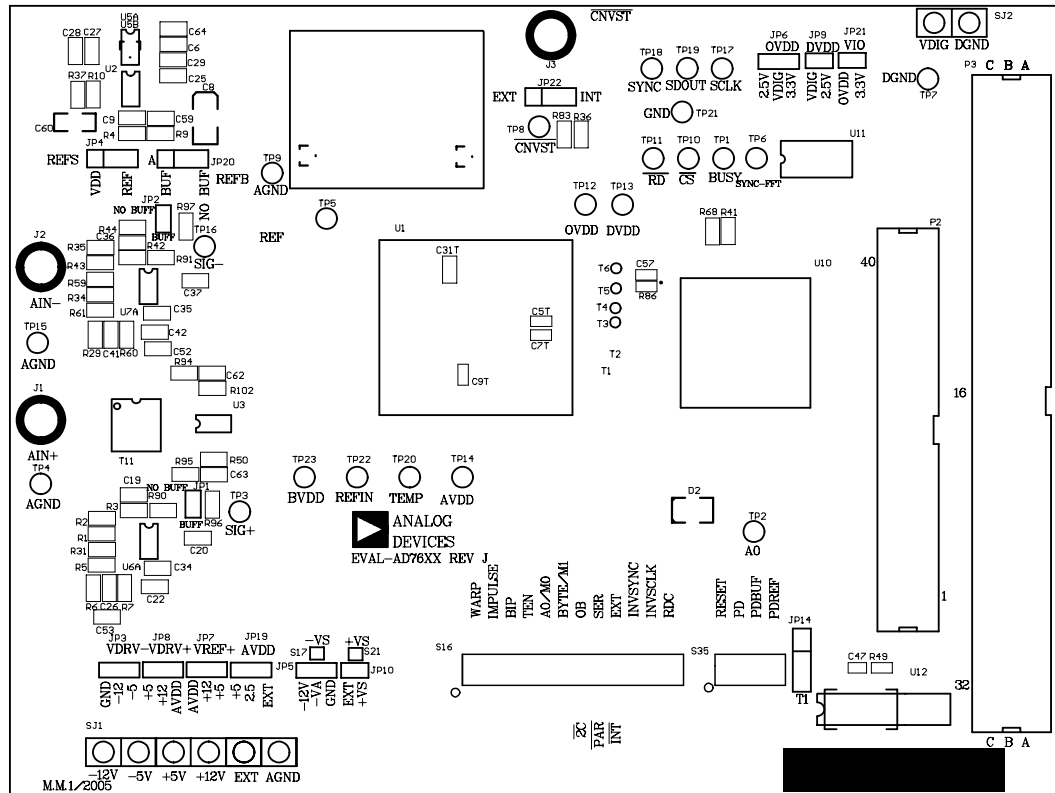 CNVST
J3
SJ2
VDIG DGND
U5A
U5B
C28 C27
C64
C6
C29
C25
U2
R37 R10
C8
C60
C9
C59
R4
R9
JP4
REFS
VDD
REF
A
JP20
BUF
NO BUF
REFB
TP9
AGND
TP5
REF
EXT
JP22
INT
TP8
CNVST
R83 R36
TP18 TP19 TP17
SYNC SDOUT SCLK
GND
TP21
JP6
OVDD
2.5V
VDIG
3.3V
JP9
DVDD
VDIG
2.5V
JP21
VIO
OVDD
3.3V
DGND
TP7
P3
C B A
TP11 TP10 TP1 TP6
RD CS BUSY SYNC-FFT
U11
TP12 TP13
OVDD DVDD
R68 R41
P2
40
JP2
NO BUFF
BUFF
R97
R44
C36
R42
R91
TP16
SIG-
J2
AIN-
R35
R43
R59
R34
R61
C37
U7A
C35
C42
C52
R29 C41 R60
TP15
AGND
R94
C62
R102
U3
U1
C31T
C5T
C7T
C9T
T6
T5
T4
T3
T2
T1
C57
R86
U10
16
J1
AIN+
TP4
AGND
T11
R50
R95
C63
NO BUFF
JP1
BUFF
C19
R90
R3
R96
TP3
SIG+
R2
R1
R31
R5
C20
U6A
C34
C22
R6 C26 R7
C53
TP23 TP22 TP20 TP14
BVDD REFIN TEMP AVDD
ANALOG
DEVICES
EVAL-AD76XX REV J
D2
TP2
A0
WARP
IMPULSE
BIP
TEN
A0/M0
BYTE/M1
OB
SER
EXT
INVSYNC
INVSCLK
RDC
RESET
PD
PDBUF
PDREF
1
S16
S35
JP14
T1
C47 R49
U12
32
I2C
PAR
INT
JP3 JP8 JP7 JP19
VDRV- VDRV+ VREF+ AVDD
GND
-12
-5
+5
+12
AVDD
AVDD
+12
+5
+5
2.5
EXT
-VS +VS
S17 S21
JP5 JP10
-12V
-VA
GND
EXT
+VS
SJ1
-12V -5V +5V +12V EXT AGND
M.M.1/2005
C B A